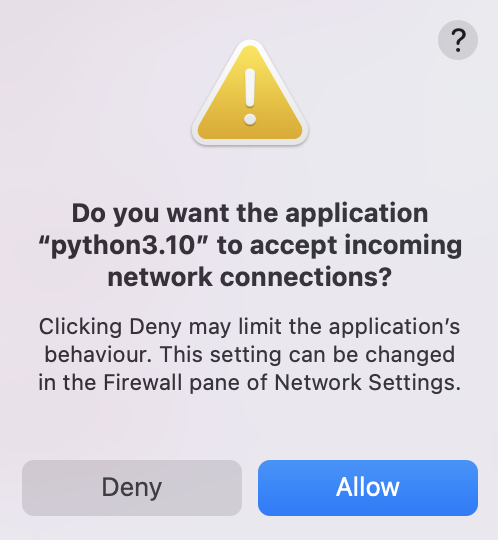 ?
Do you want the application
“python3.10” to accept incoming
network connections?
Clicking Deny may limit the application’s
behaviour. This setting can be changed
in the Firewall pane of Network Settings.
Deny
Allow